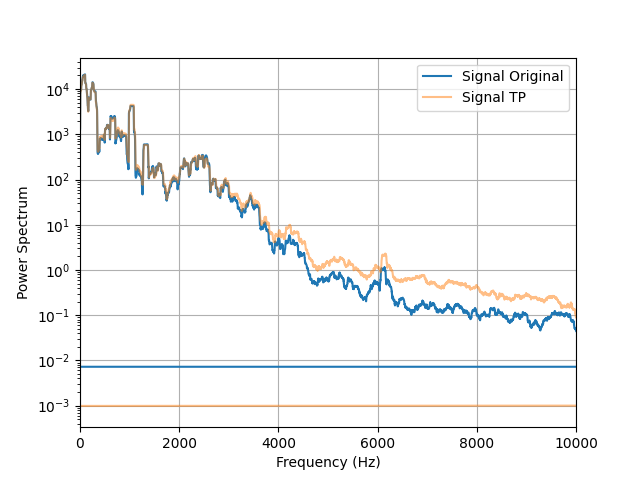 Signal Original
Signal TP
10⁴
10³
10²
10¹
10⁰
10⁻¹
10⁻²
10⁻³
Power Spectrum
0 2000 4000 6000 8000 10000
Frequency (Hz)